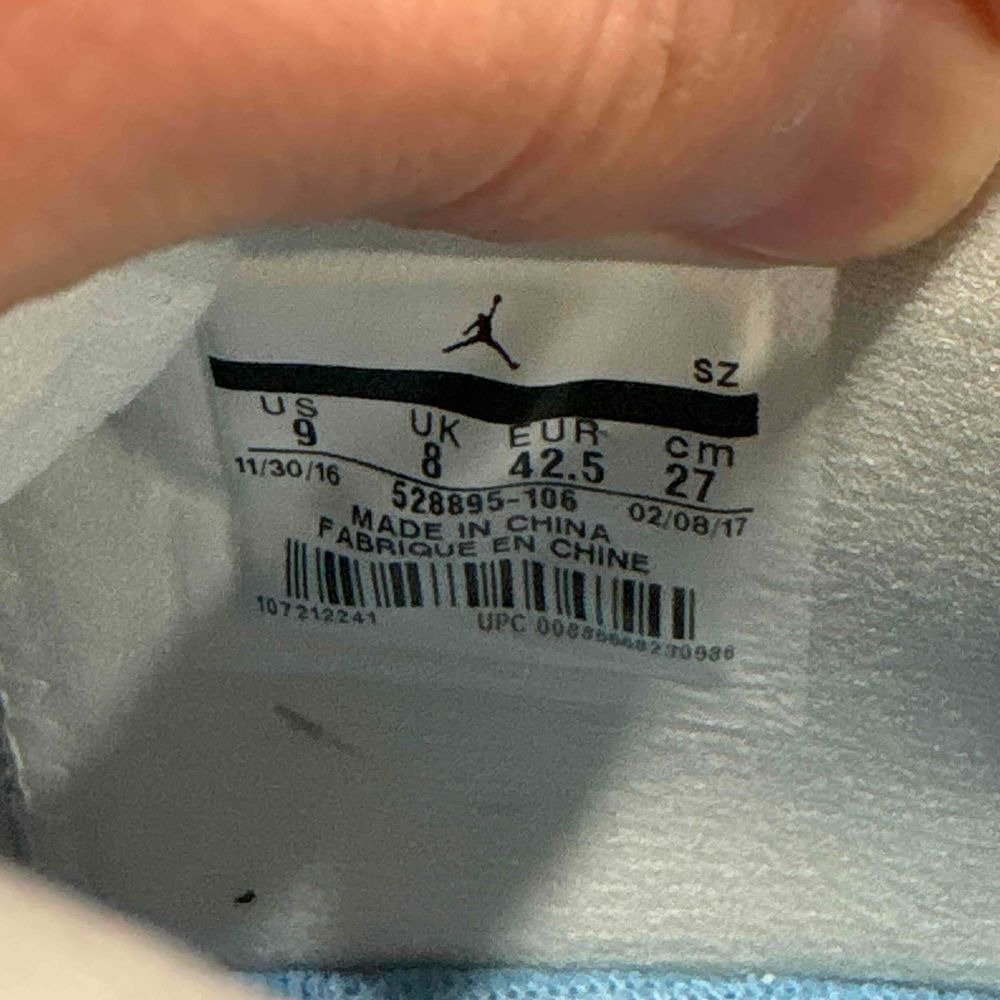 SZ
US UK EUR cm
9 8 42.5 27
11/30/16 528895-106 02/08/17
MADE IN CHINA
FABRIQUE EN CHINE
107212241
UPC